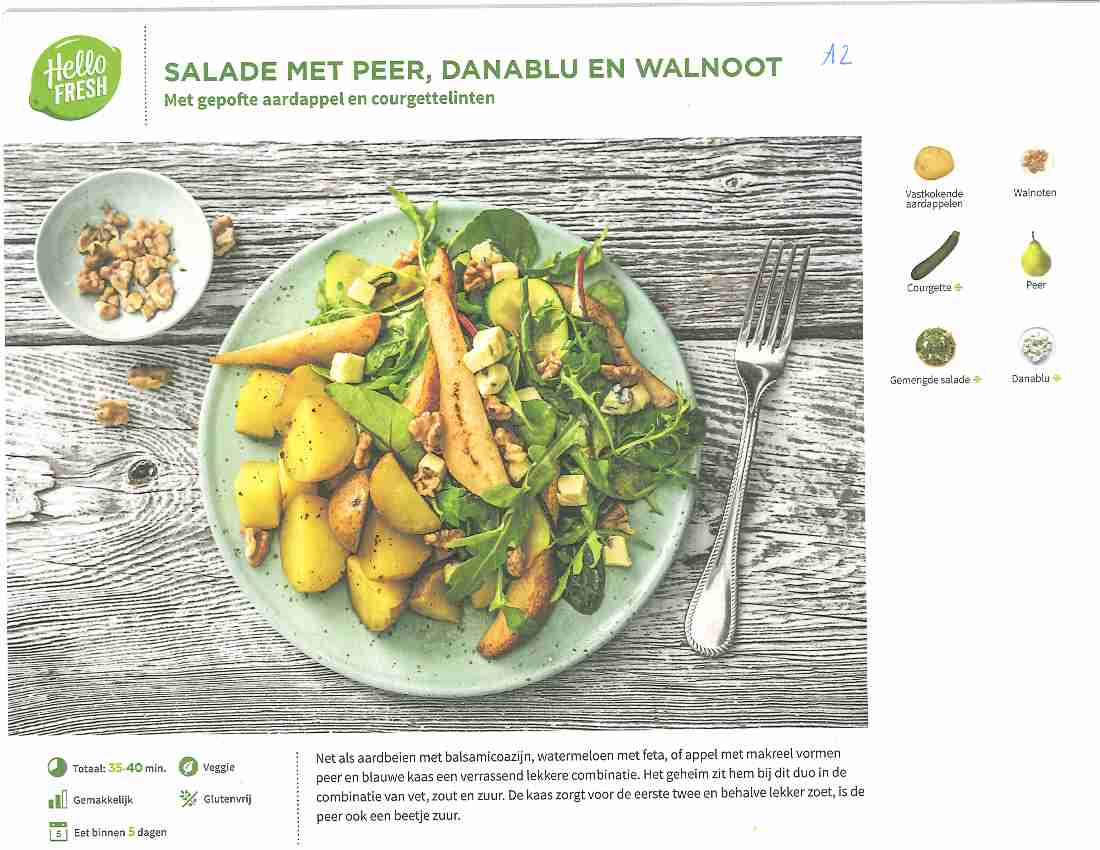 Hello
FRESH
SALADE MET PEER, DANABLU EN WALNOOT
Met gepofte aardappel en courgettelinten
A2
Vastkokende
aardappelen
Walnoten
Courgette
Peer
Gemengde salade
Danablu
Totaal: 35-40 min.
Veggie
Gemakkelijk
Glutenvrij
5
Eet binnen 5 dagen
Net als aardbeien met balsamicoazijn, watermeloen met feta, of appel met makreel vormen
peer en blauwe kaas een verrassend lekkere combinatie. Het geheim zit hem bij dit duo in de
combinatie van vet, zout en zuur. De kaas zorgt voor de eerste twee en behalve lekker zoet, is de
peer ook een beetje zuur.